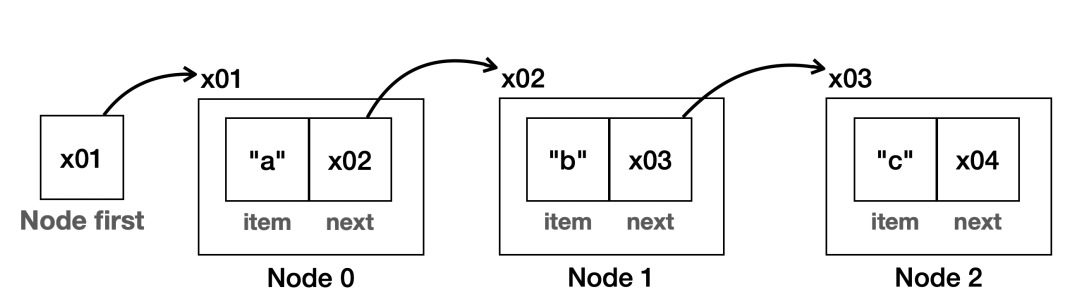 x01 x02 x03
x01 "a" x02 "b" x03 "c" x04
Node first item next item next item next
Node 0 Node 1 Node 2